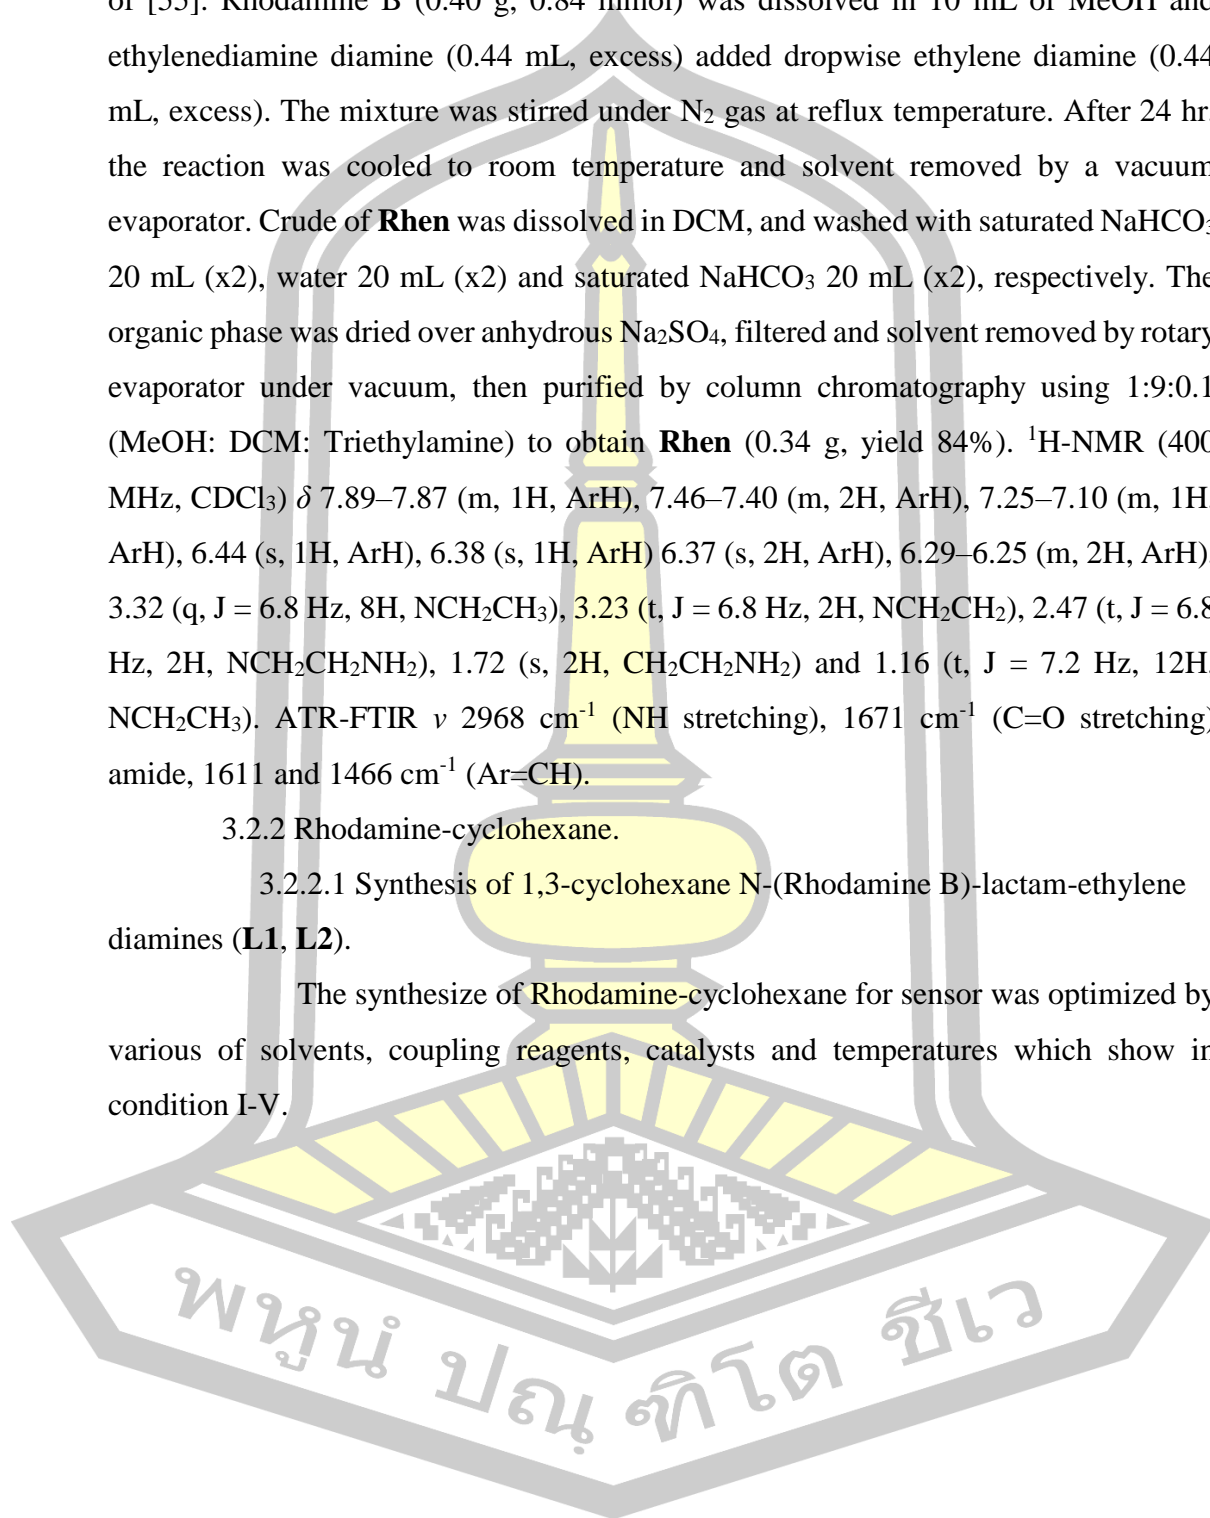 of [55]. Rhodamine B (0.40 g, 0.84 mmol) was dissolved in 10 mL of MeOH and
ethylenediamine diamine (0.44 mL, excess) added dropwise ethylene diamine (0.44
mL, excess). The mixture was stirred under N₂ gas at reflux temperature. After 24 hr.
the reaction was cooled to room temperature and solvent removed by a vacuum
evaporator. Crude of Rhen was dissolved in DCM, and washed with saturated NaHCO₃
20 mL (x2), water 20 mL (x2) and saturated NaHCO₃ 20 mL (x2), respectively. The
organic phase was dried over anhydrous Na₂SO₄, filtered and solvent removed by rotary
evaporator under vacuum, then purified by column chromatography using 1:9:0.1
(MeOH: DCM: Triethylamine) to obtain Rhen (0.34 g, yield 84%). ¹H-NMR (400
MHz, CDCl₃) δ 7.89–7.87 (m, 1H, ArH), 7.46–7.40 (m, 2H, ArH), 7.25–7.10 (m, 1H,
ArH), 6.44 (s, 1H, ArH), 6.38 (s, 1H, ArH) 6.37 (s, 2H, ArH), 6.29–6.25 (m, 2H, ArH),
3.32 (q, J = 6.8 Hz, 8H, NCH₂CH₃), 3.23 (t, J = 6.8 Hz, 2H, NCH₂CH₂), 2.47 (t, J = 6.8
Hz, 2H, NCH₂CH₂NH₂), 1.72 (s, 2H, CH₂CH₂NH₂) and 1.16 (t, J = 7.2 Hz, 12H,
NCH₂CH₃). ATR-FTIR ν 2968 cm⁻¹ (NH stretching), 1671 cm⁻¹ (C=O stretching)
amide, 1611 and 1466 cm⁻¹ (Ar=CH).
3.2.2 Rhodamine-cyclohexane.
3.2.2.1 Synthesis of 1,3-cyclohexane N-(Rhodamine B)-lactam-ethylene
diamines (L1, L2).
The synthesize of Rhodamine-cyclohexane for sensor was optimized by
various of solvents, coupling reagents, catalysts and temperatures which show in
condition I-V.
พหูนํ ปณฺฑิโต ชีเว